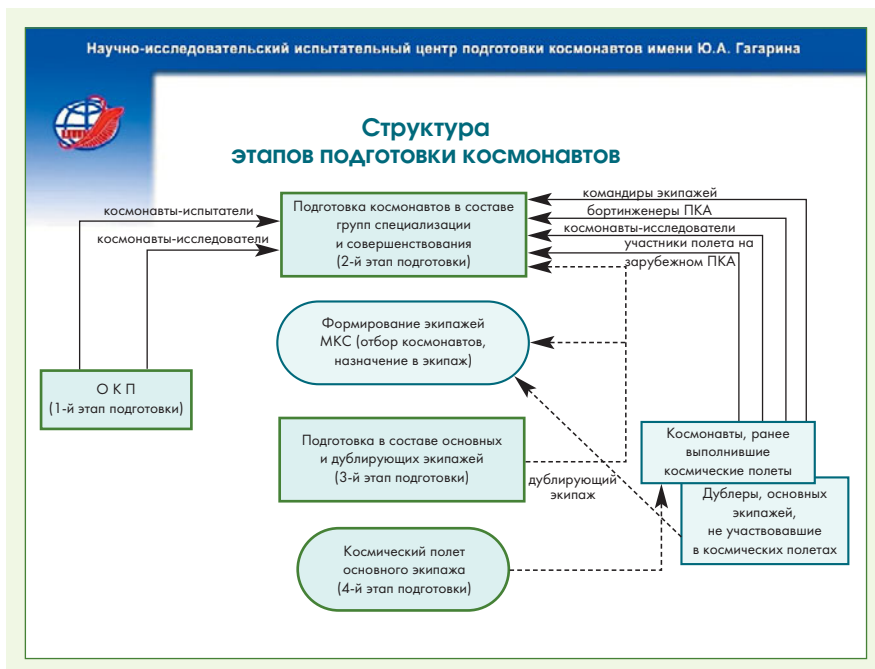 Научно-исследовательский испытательный центр подготовки космонавтов имени Ю.А. Гагарина
ЦПК
Структура
этапов подготовки космонавтов
космонавты-испытатели
космонавты-исследователи
Подготовка космонавтов в составе
групп специализации
и совершенствования
(2-й этап подготовки)
командиры экипажей
бортинженеры ПКА
космонавты-исследователи
участники полета на
зарубежном ПКА
Формирование экипажей
МКС (отбор космонавтов,
назначение в экипаж)
О К П
(1-й этап подготовки)
Подготовка в составе основных
и дублирующих экипажей
(3-й этап подготовки)
дублирующий
экипаж
Космонавты, ранее
выполнившие
космические полеты
Дублеры, основных
экипажей,
не участвовавшие
в космических полетах
Космический полет
основного экипажа
(4-й этап подготовки)